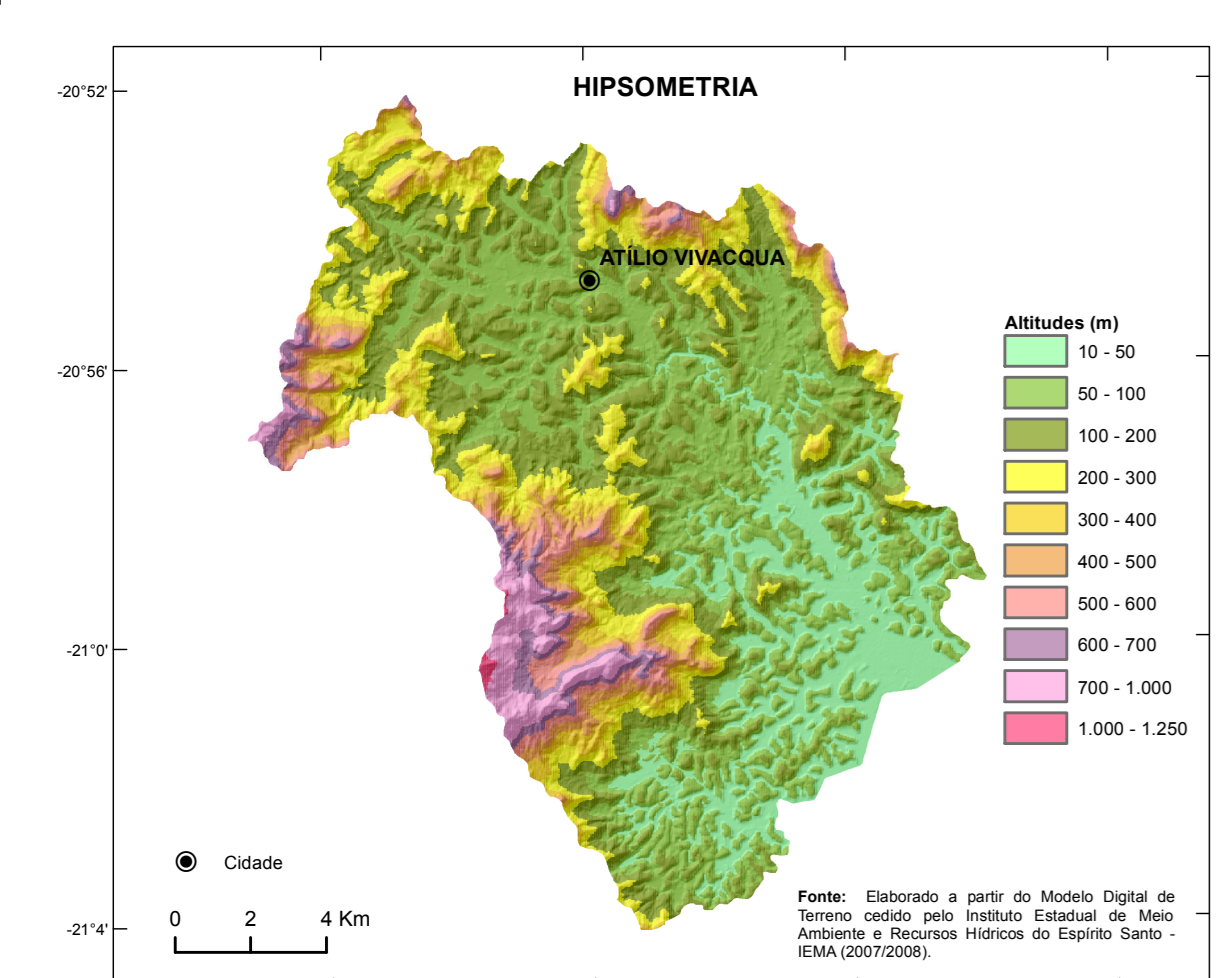 HIPSOMETRIA
-20°52'
ATÍLIO VIVACQUA
Altitudes (m)
10 - 50
-20°56'
50 - 100
100 - 200
200 - 300
300 - 400
400 - 500
500 - 600
-21°0'
600 - 700
700 - 1.000
1.000 - 1.250
Cidade
0 2 4 Km
-21°4'
Fonte: Elaborado a partir do Modelo Digital de
Terreno cedido pelo Instituto Estadual de Meio
Ambiente e Recursos Hídricos do Espírito Santo -
IEMA (2007/2008).